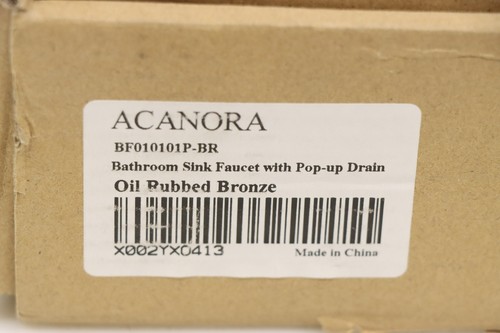 ACANORA
BF010101P-BR
Bathroom Sink Faucet with Pop-up Drain
Oil Rubbed Bronze
X002YX0413
Made in China